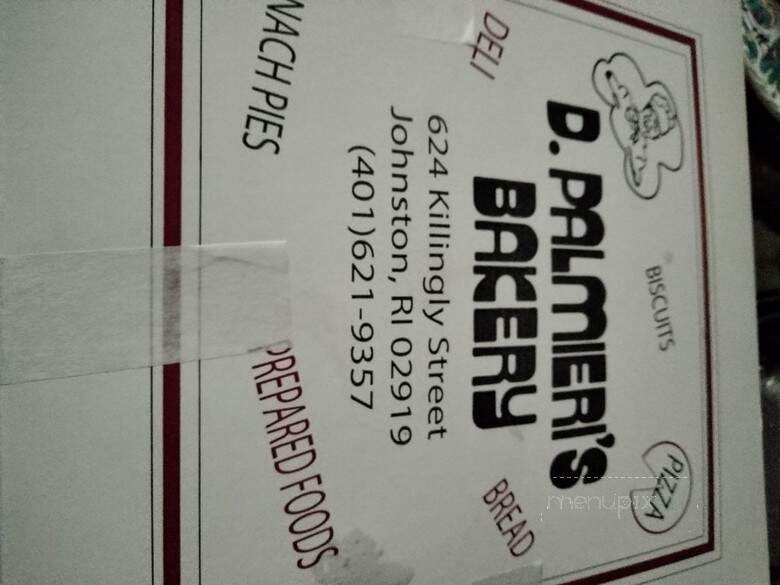 BISCUITS
PIZZA
D. PALMIERI'S
BAKERY
DELI
BREAD
624 Killingly Street
Johnston, RI 02919
(401)621-9357
NACH PIES
PREPARED FOODS
menupix